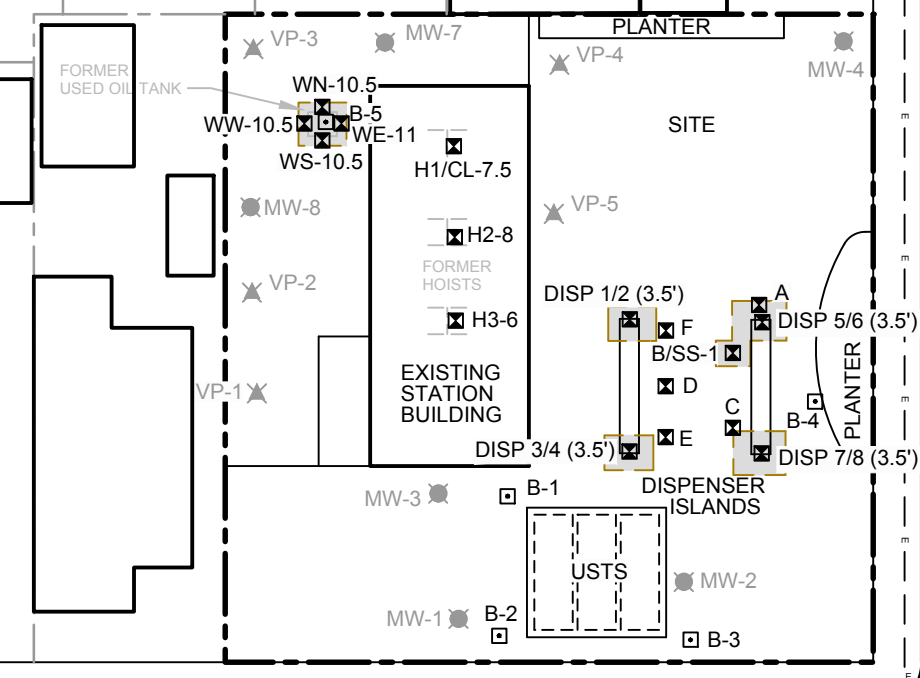 PLANTER
VP-3
MW-7
VP-4
MW-4
FORMER
USED OIL TANK
WN-10.5
B-5
WW-10.5
WE-11
WS-10.5
SITE
H1/CL-7.5
MW-8
VP-5
H2-8
FORMER
HOISTS
VP-2
DISP 1/2 (3.5')
A
H3-6
F
DISP 5/6 (3.5')
B/SS-1
EXISTING
STATION
BUILDING
VP-1
D
PLANTER
C
B-4
E
DISP 3/4 (3.5')
DISP 7/8 (3.5')
MW-3
B-1
DISPENSER
ISLANDS
USTS
MW-2
MW-1
B-2
B-3
E
E
E
E
E